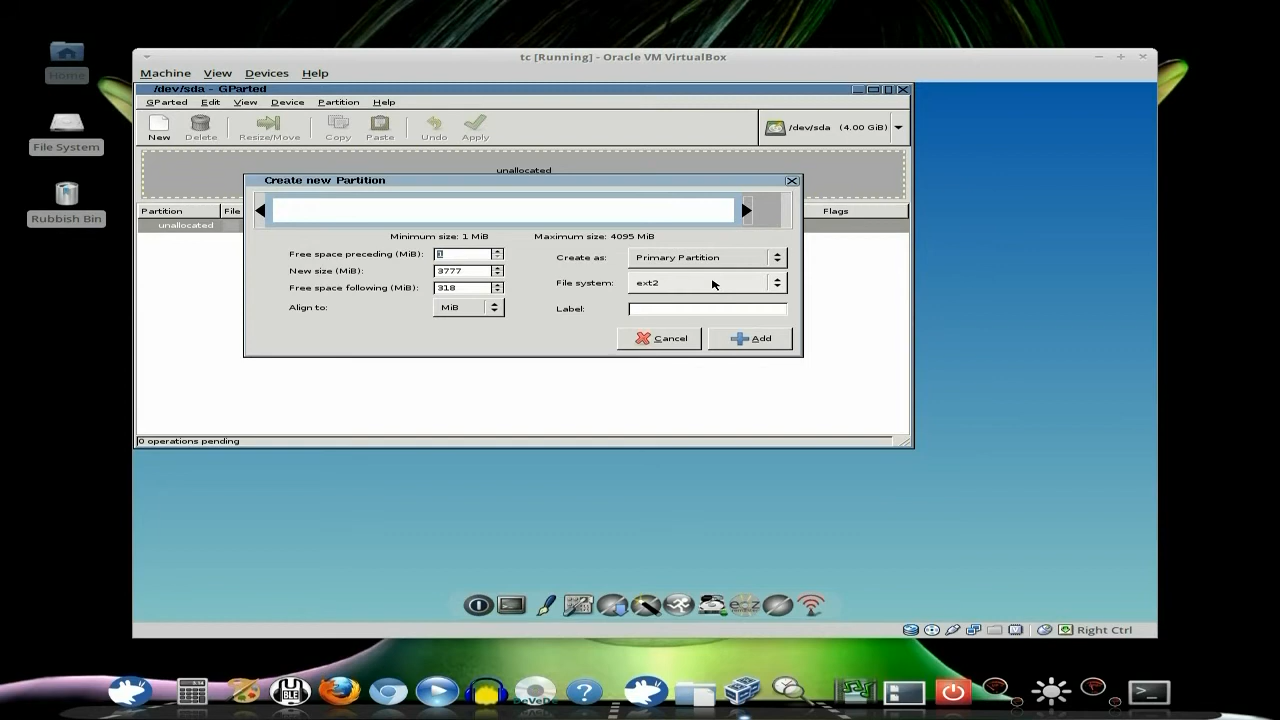 tc [Running] - Oracle VM VirtualBox
Home
Machine View Devices Help
/dev/sda - GParted
GParted Edit View Device Partition Help
New Delete Resize/Move Copy Paste Undo Apply
/dev/sda (4.00 GiB)
File System
unallocated
Create new Partition
Partition File Flags
Rubbish Bin
unallocated
Minimum size: 1 MiB Maximum size: 4095 MiB
Free space preceding (MiB): 1 Create as: Primary Partition
New size (MiB): 3777
Free space following (MiB): 318 File system: ext2
Align to: MiB Label:
Cancel Add
0 operations pending
Right Ctrl
BLE
DeVeDe